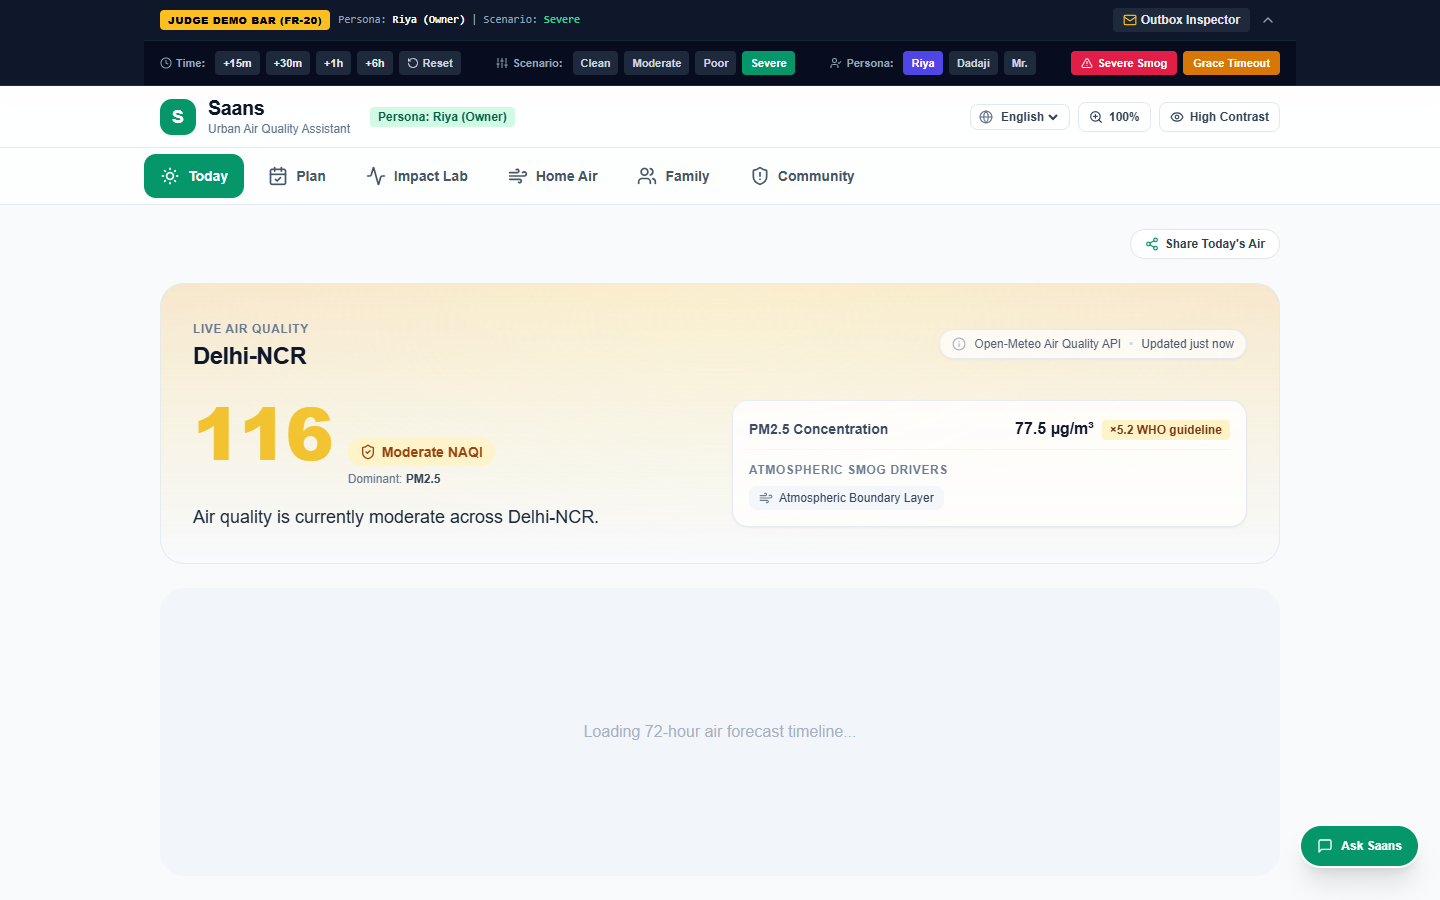 JUDGE DEMO BAR (FR-20) Persona: Riya (Owner) | Scenario: Severe Outbox Inspector
Time: +15m +30m +1h +6h Reset Scenario: Clean Moderate Poor Severe Persona: Riya Dadaji Mr. Severe Smog Grace Timeout
S Saans Persona: Riya (Owner) English 100% High Contrast
Urban Air Quality Assistant
Today Plan Impact Lab Home Air Family Community
Share Today's Air
LIVE AIR QUALITY
Delhi-NCR
Open-Meteo Air Quality API • Updated just now
116 Moderate NAQI
Dominant: PM2.5
Air quality is currently moderate across Delhi-NCR.
PM2.5 Concentration 77.5 µg/m³ ×5.2 WHO guideline
ATMOSPHERIC SMOG DRIVERS
Atmospheric Boundary Layer
Loading 72-hour air forecast timeline...
Ask Saans